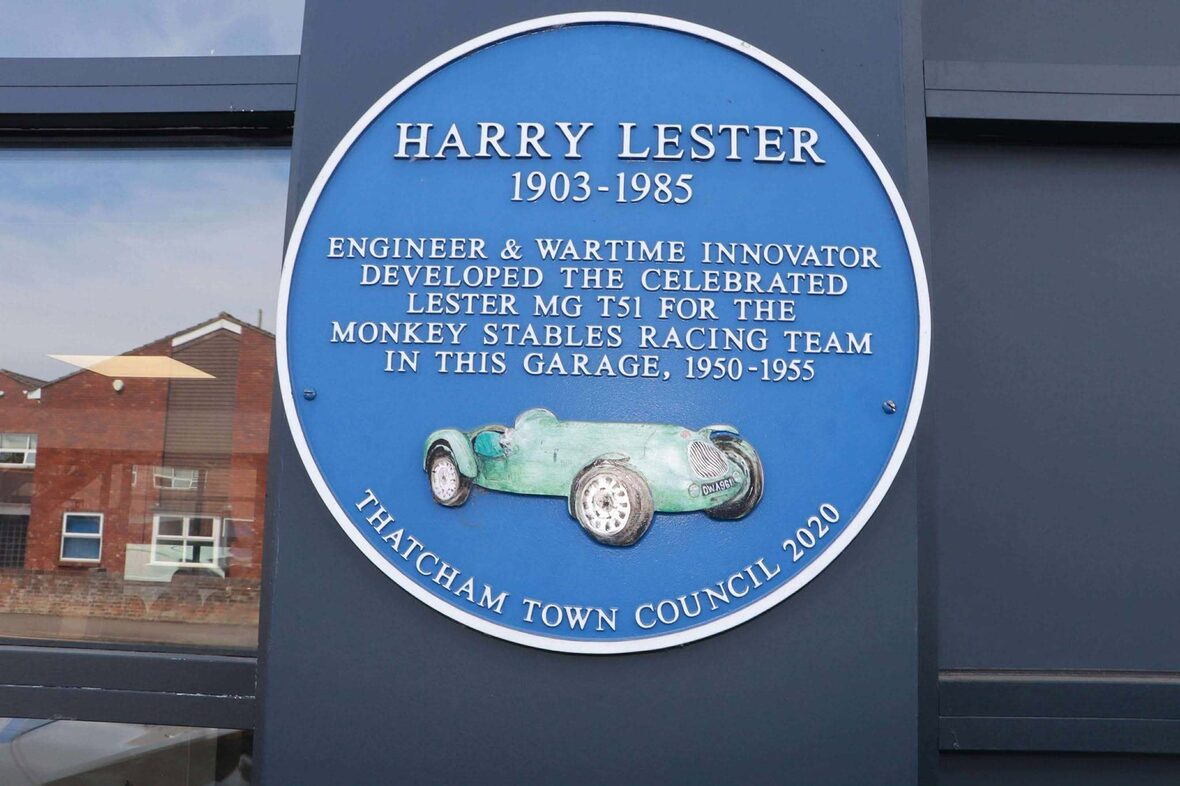 HARRY LESTER
1903-1985
ENGINEER & WARTIME INNOVATOR
DEVELOPED THE CELEBRATED
LESTER MG T51 FOR THE
MONKEY STABLES RACING TEAM
IN THIS GARAGE, 1950-1955
DWA961
THATCHAM TOWN COUNCIL 2020